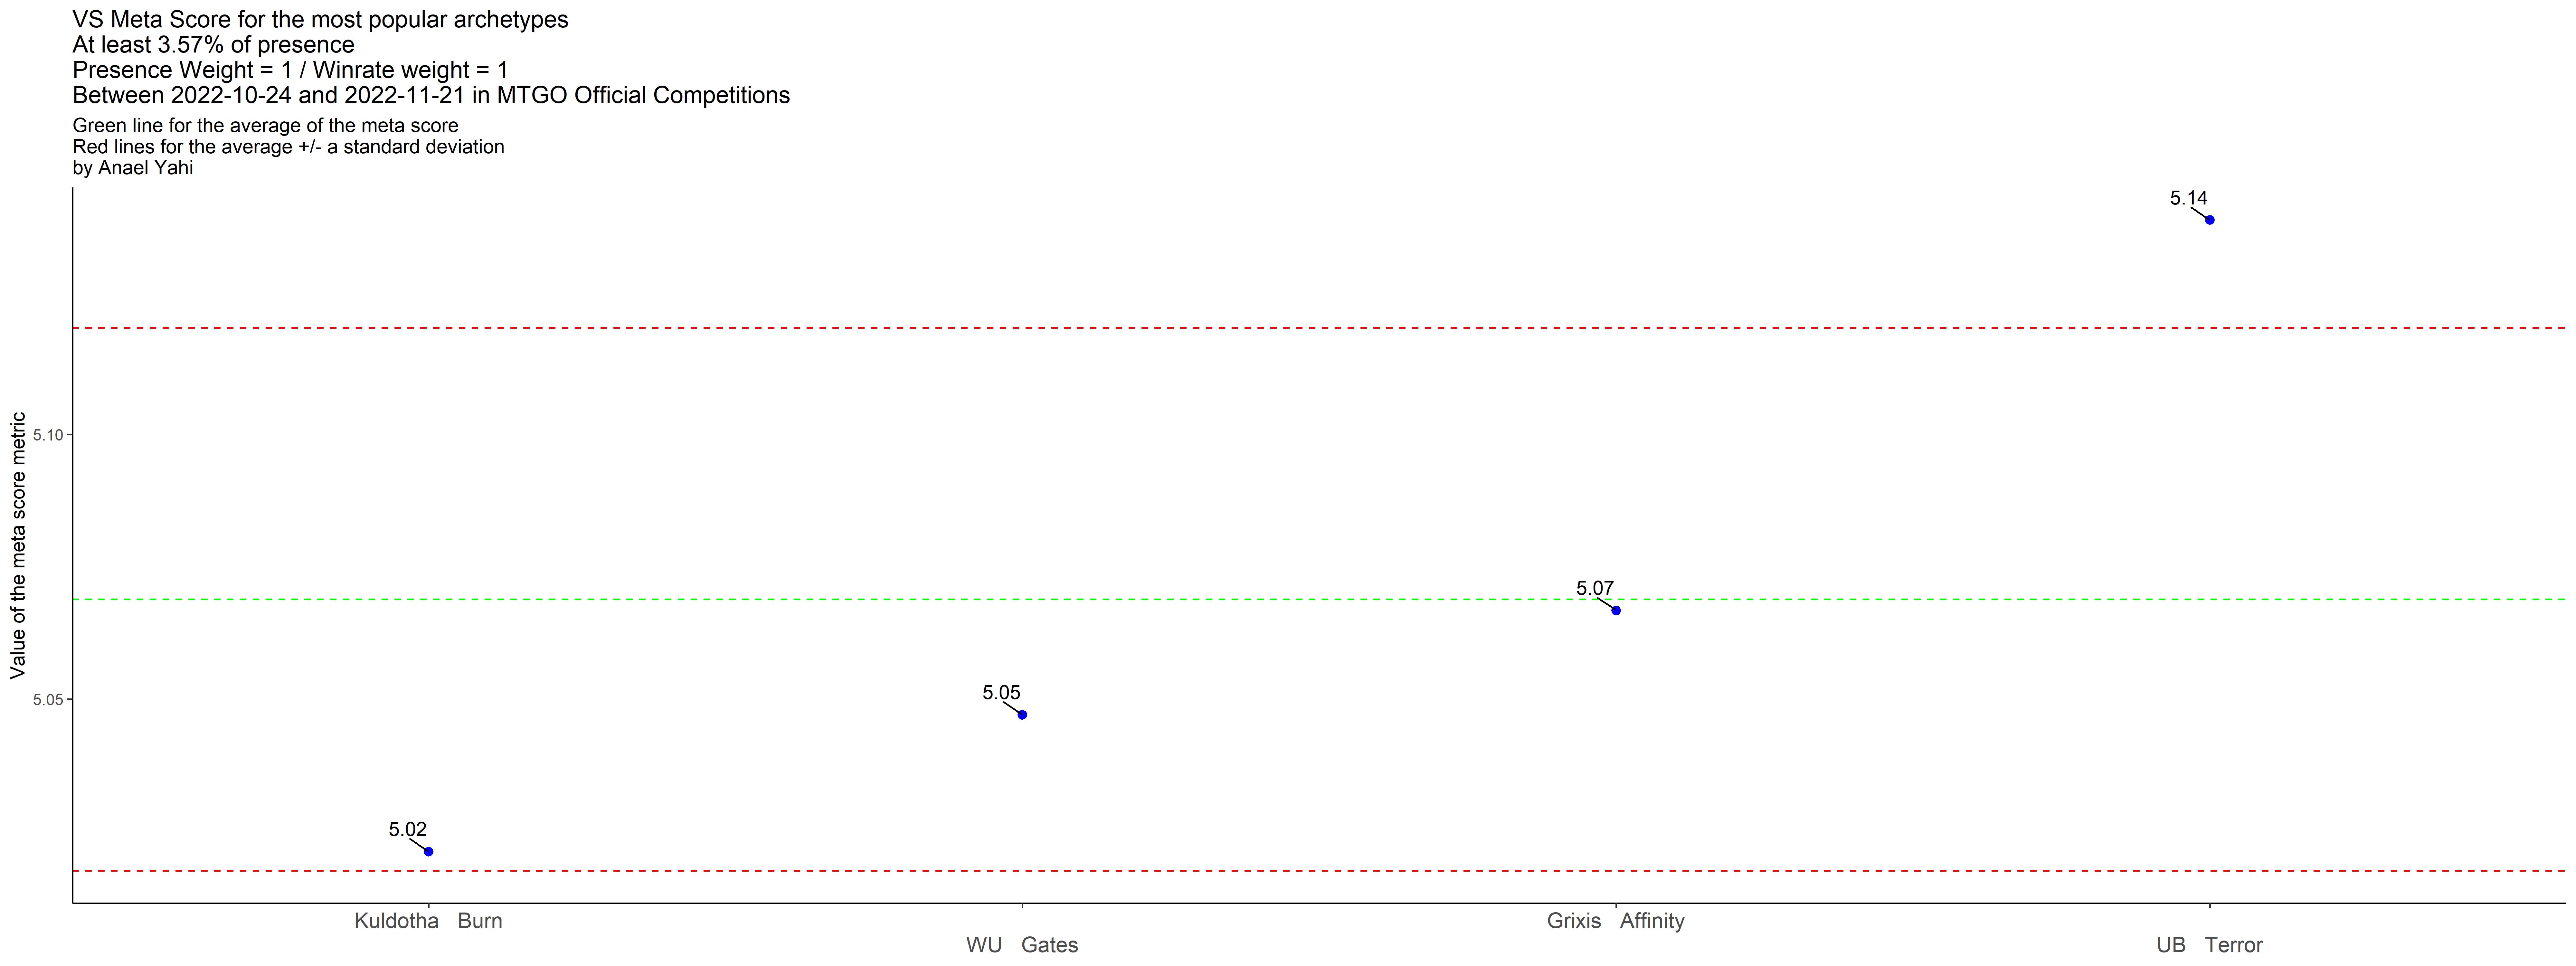 VS Meta Score for the most popular archetypes
At least 3.57% of presence
Presence Weight = 1 / Winrate weight = 1
Between 2022-10-24 and 2022-11-21 in MTGO Official Competitions
Green line for the average of the meta score
Red lines for the average +/- a standard deviation
by Anael Yahi
Value of the meta score metric
5.10
5.05
5.14
5.07
5.05
5.02
Kuldotha Burn
WU Gates
Grixis Affinity
UB Terror